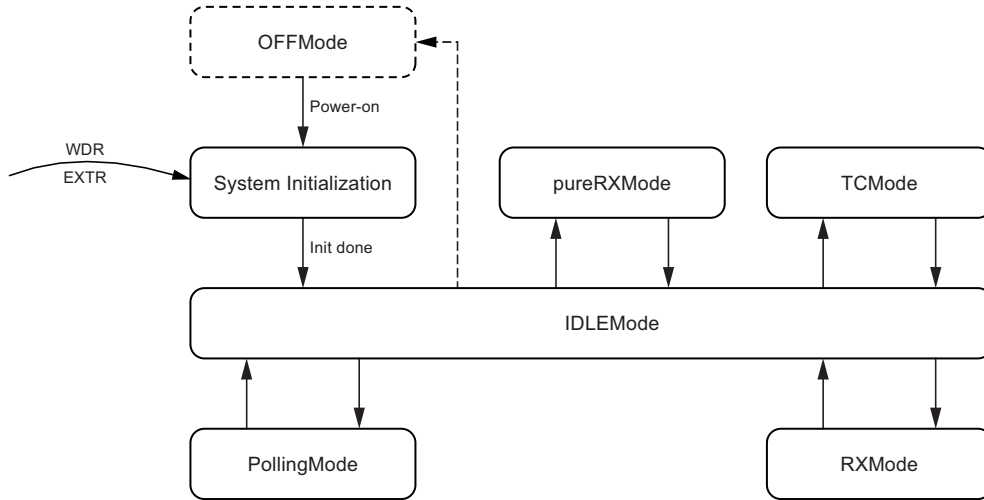 OFFMode
Power-on
WDR
EXTR
System Initialization
pureRXMode
TCMode
Init done
IDLEMode
PollingMode
RXMode